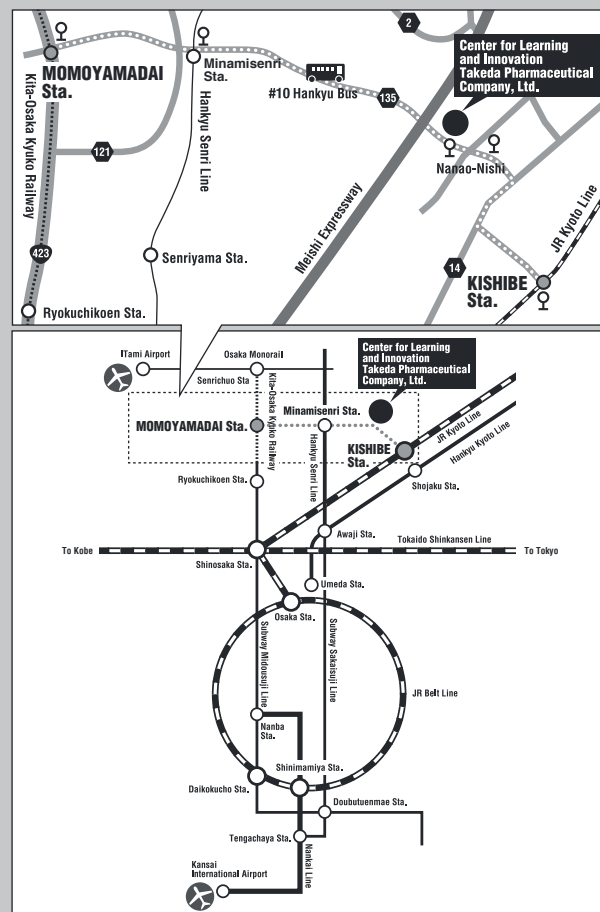 2
Center for Learning
and Innovation
Takeda Pharmaceutical
Company, Ltd.
MOMOYAMADAI
Sta.
Minamisenri
Sta.
#10 Hankyu Bus
135
Kita-Osaka Kyuko Railway
Hankyu Senri Line
121
Nanao-Nishi
Meishi Expressway
JR Kyoto Line
423
Senriyama Sta.
14
KISHIBE
Sta.
Ryokuchikoen Sta.
ITami Airport
Osaka Monorail
Senrichuo Sta
Center for Learning
and Innovation
Takeda Pharmaceutical
Company, Ltd.
Kita-Osaka Kyuko Railway
Minamisenri Sta.
MOMOYAMADAI Sta.
Hankyu Senri Line
KISHIBE
Sta.
JR Kyoto Line
Hankyu Kyoto Line
Ryokuchikoen Sta.
Shojaku Sta.
Awaji Sta.
Tokaido Shinkansen Line
To Kobe
To Tokyo
Shinosaka Sta.
Umeda Sta.
Osaka Sta.
Subway Midousuji Line
Subway Sakaisuji Line
JR Belt Line
Nanba
Sta.
Shinimamiya Sta.
Daikokucho Sta.
Doubutuenmae Sta.
Tengachaya Sta.
Nankai Line
Kansai
International Airport